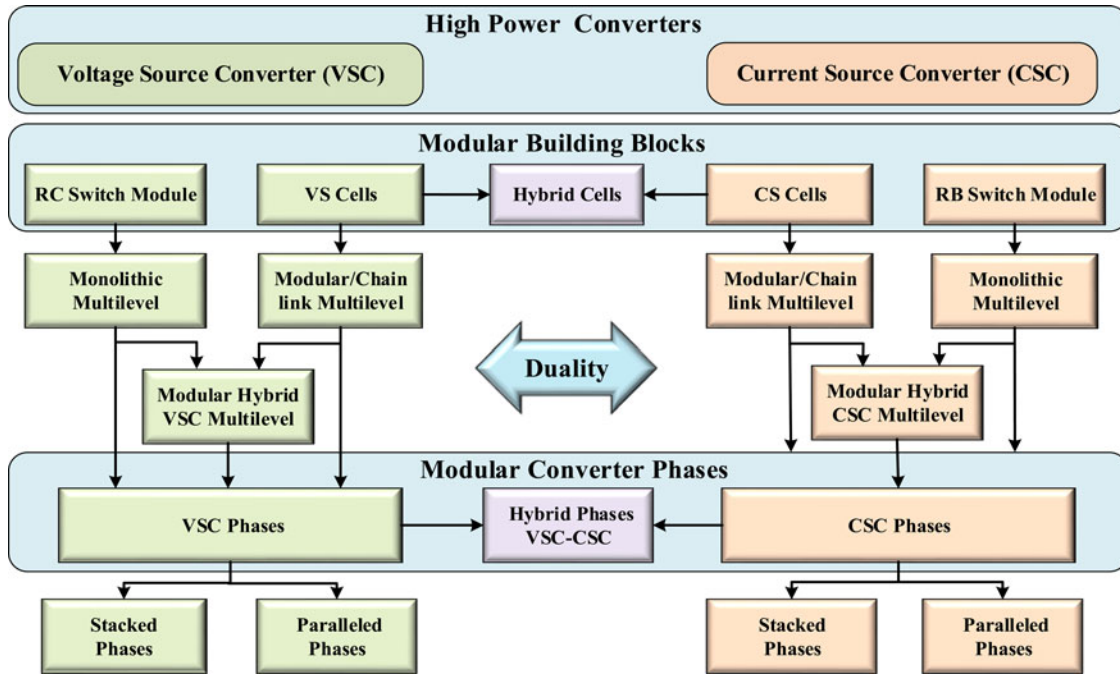 High Power Converters
Voltage Source Converter (VSC)
Current Source Converter (CSC)
Modular Building Blocks
RC Switch Module
VS Cells
Hybrid Cells
CS Cells
RB Switch Module
Monolithic
Multilevel
Modular/Chain
link Multilevel
Modular/Chain
link Multilevel
Monolithic
Multilevel
Duality
Modular Hybrid
VSC Multilevel
Modular Hybrid
CSC Multilevel
Modular Converter Phases
VSC Phases
Hybrid Phases
VSC-CSC
CSC Phases
Stacked
Phases
Paralleled
Phases
Stacked
Phases
Paralleled
Phases